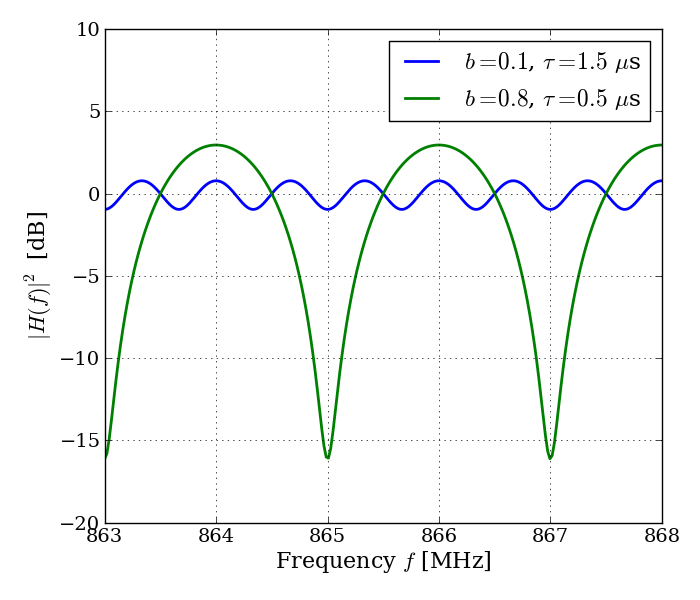 10
5
0
−5
−10
−15
−20
|H(f)|² [dB]
b=0.1, τ=1.5 μs
b=0.8, τ=0.5 μs
863 864 865 866 867 868
Frequency f [MHz]